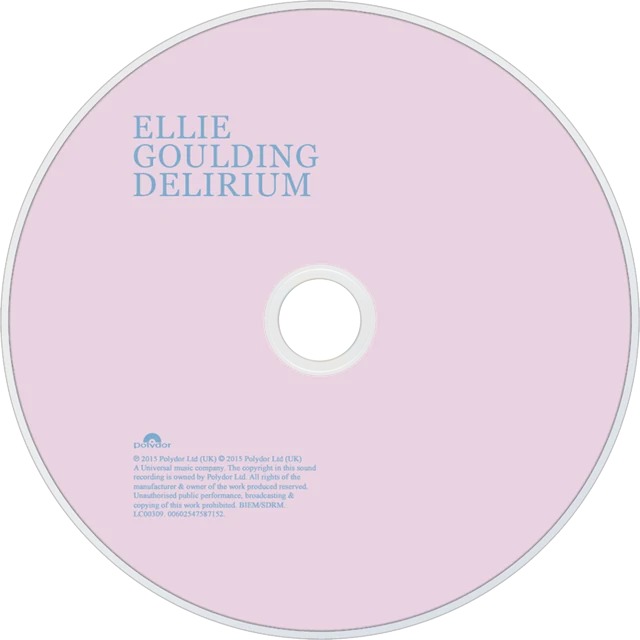 ELLIE
GOULDING
DELIRIUM
Polydor
℗ 2015 Polydor Ltd (UK) © 2015 Polydor Ltd (UK)
A Universal music company. The copyright in this sound
recording is owned by Polydor Ltd. All rights of the
manufacturer & owner of the work produced reserved.
Unauthorised public performance, broadcasting &
copying of this work prohibited. BIEM/SDRM.
LC00309. 00602547587152.